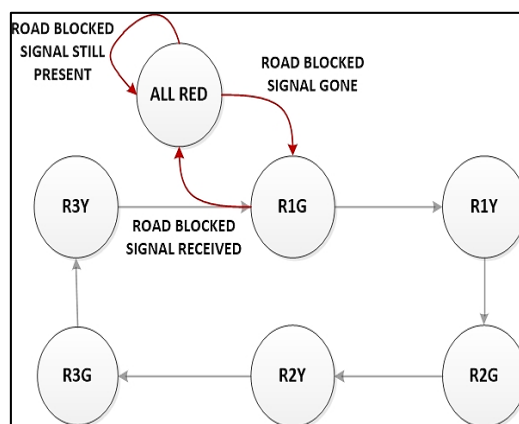 ROAD BLOCKED
SIGNAL STILL
PRESENT
ALL RED
ROAD BLOCKED
SIGNAL GONE
R3Y
R1G
R1Y
ROAD BLOCKED
SIGNAL RECEIVED
R3G
R2Y
R2G